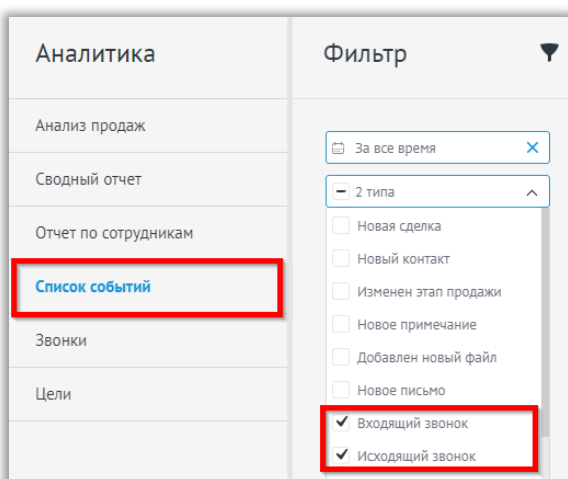 Аналитика
Анализ продаж
Сводный отчет
Отчет по сотрудникам
Список событий
Звонки
Цели
Фильтр
За все время
2 типа
Новая сделка
Новый контакт
Изменен этап продажи
Новое примечание
Добавлен новый файл
Новое письмо
Входящий звонок
Исходящий звонок